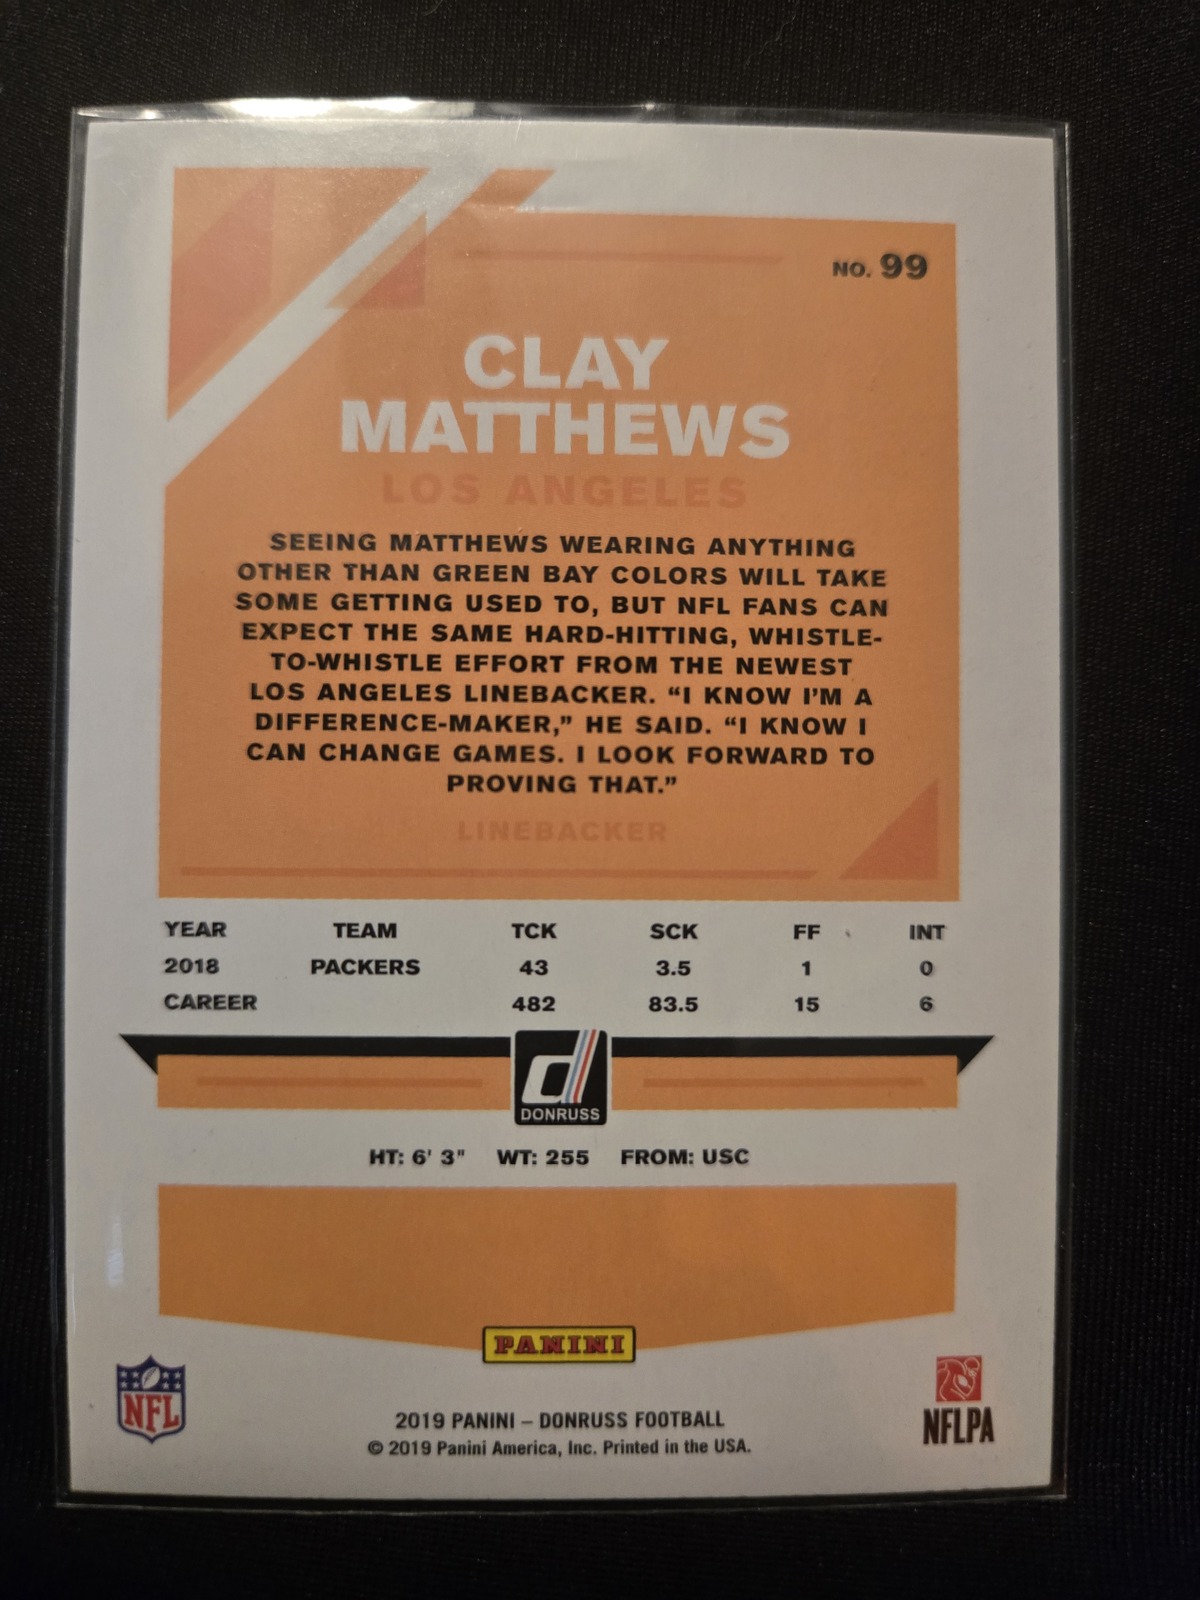 NO. 99
CLAY
MATTHEWS
LOS ANGELES
SEEING MATTHEWS WEARING ANYTHING
OTHER THAN GREEN BAY COLORS WILL TAKE
SOME GETTING USED TO, BUT NFL FANS CAN
EXPECT THE SAME HARD-HITTING, WHISTLE-
TO-WHISTLE EFFORT FROM THE NEWEST
LOS ANGELES LINEBACKER. “I KNOW I’M A
DIFFERENCE-MAKER,” HE SAID. “I KNOW I
CAN CHANGE GAMES. I LOOK FORWARD TO
PROVING THAT.”
LINEBACKER
YEAR TEAM TCK SCK FF INT
2018 PACKERS 43 3.5 1 0
CAREER 482 83.5 15 6
d
DONRUSS
HT: 6' 3" WT: 255 FROM: USC
PANINI
NFL
NFLPA
2019 PANINI – DONRUSS FOOTBALL
© 2019 Panini America, Inc. Printed in the USA.